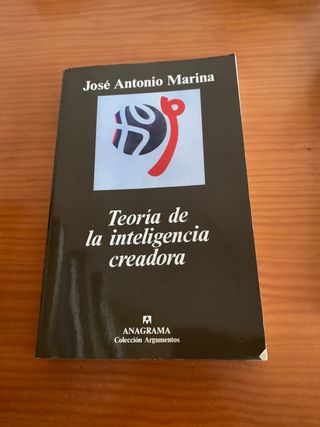 José Antonio Marina
Teoría de
la inteligencia
creadora
ANAGRAMA
Colección Argumentos